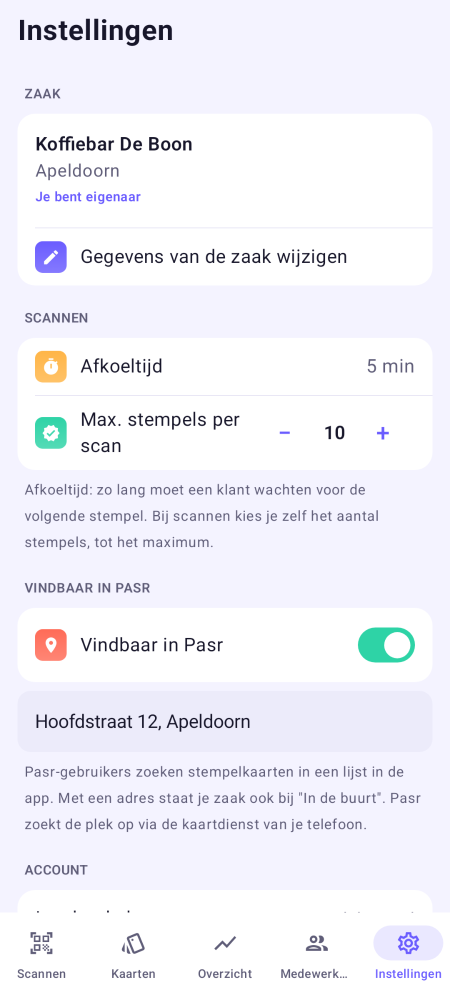 Instellingen
ZAAK
Koffiebar De Boon
Apeldoorn
Je bent eigenaar
Gegevens van de zaak wijzigen
SCANNEN
Afkoeltijd
5 min
Max. stempels per
scan
− 10 +
Afkoeltijd: zo lang moet een klant wachten voor de
volgende stempel. Bij scannen kies je zelf het aantal
stempels, tot het maximum.
VINDBAAR IN PASR
Vindbaar in Pasr
Hoofdstraat 12, Apeldoorn
Pasr-gebruikers zoeken stempelkaarten in een lijst in de
app. Met een adres staat je zaak ook bij "In de buurt". Pasr
zoekt de plek op via de kaartdienst van je telefoon.
ACCOUNT
Scannen
Kaarten
Overzicht
Medewerk…
Instellingen